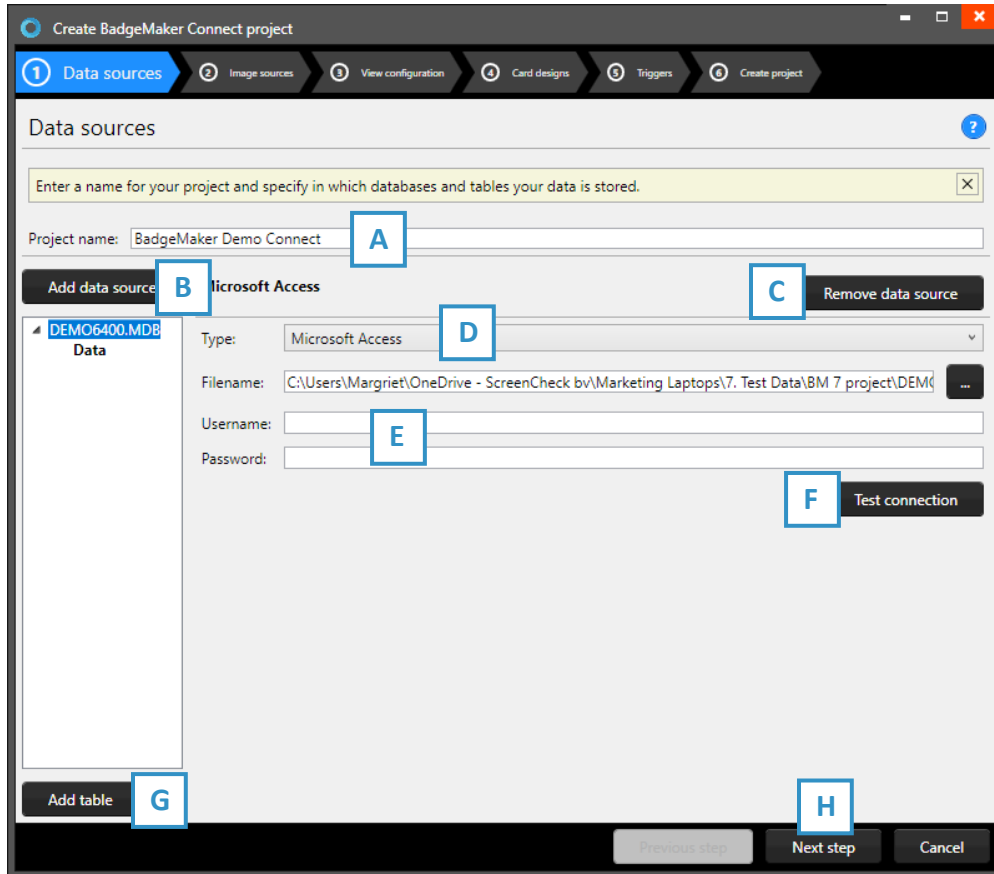 Create BadgeMaker Connect project
1 Data sources 2 Image sources 3 View configuration 4 Card designs 5 Triggers 6 Create project
Data sources ?
Enter a name for your project and specify in which databases and tables your data is stored.
Project name: BadgeMaker Demo Connect A
Add data source B Microsoft Access C Remove data source
DEMO6400.MDB
Data
Type: Microsoft Access D
Filename: C:\Users\Margriet\OneDrive - ScreenCheck bv\Marketing Laptops\7. Test Data\BM 7 project\DEMO ...
Username:
E
Password:
F Test connection
Add table G
H
Previous step Next step Cancel